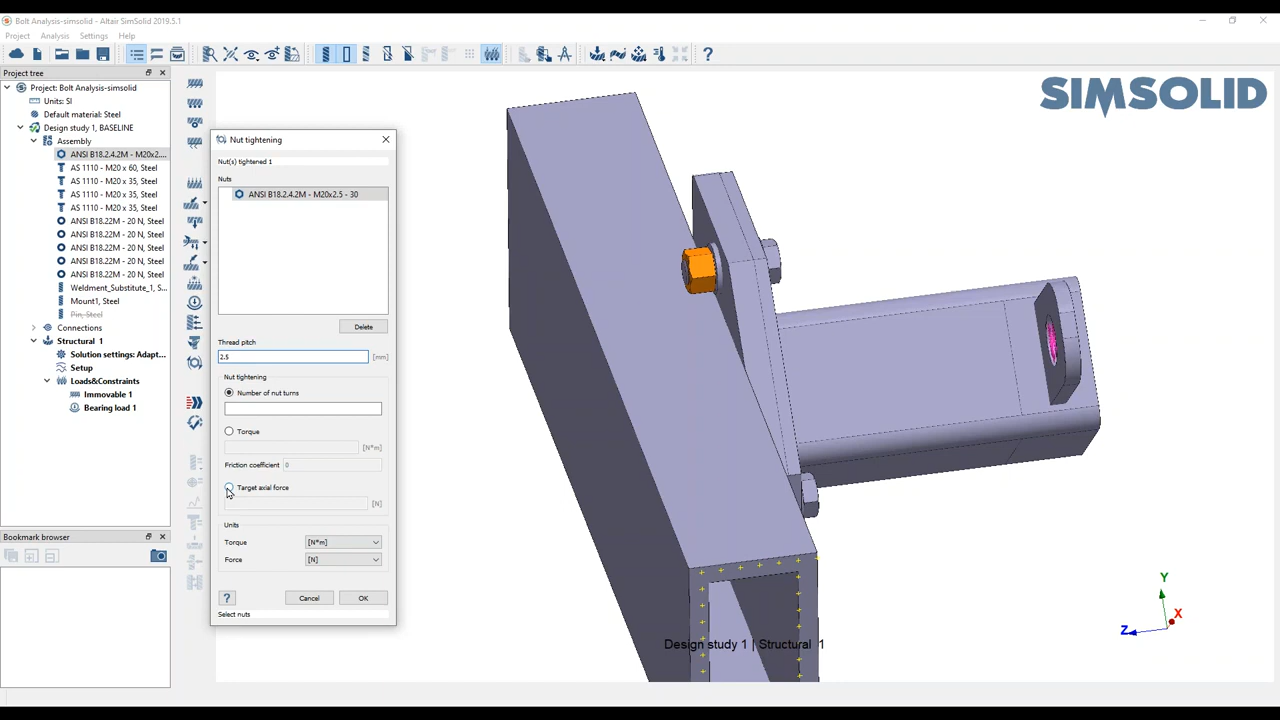 Bolt Analysis-simsolid - Altair SimSolid 2019.5.1
Project Analysis Settings Help
Project tree
Project: Bolt Analysis-simsolid
Units: SI
Default material: Steel
Design study 1, BASELINE
Assembly
ANSI B18.2.4.2M - M20x2....
AS 1110 - M20 x 60, Steel
AS 1110 - M20 x 35, Steel
AS 1110 - M20 x 35, Steel
AS 1110 - M20 x 35, Steel
ANSI B18.22M - 20 N, Steel
ANSI B18.22M - 20 N, Steel
ANSI B18.22M - 20 N, Steel
ANSI B18.22M - 20 N, Steel
ANSI B18.22M - 20 N, Steel
Weldment_Substitute_1, S...
Mount1, Steel
Pin, Steel
Connections
Structural 1
Solution settings: Adapt...
Setup
Loads&Constraints
Immovable 1
Bearing load 1
Bookmark browser
Nut tightening
Nut(s) tightened 1
Nuts
ANSI B18.2.4.2M - M20x2.5 - 30
Delete
Thread pitch
2.5 [mm]
Nut tightening
Number of nut turns
Torque
[N*m]
Friction coefficient 0
Target axial force
[N]
Units
Torque [N*m]
Force [N]
? Cancel OK
Select nuts
SIMSOLID
Y
X
Z
Design study 1 | Structural 1